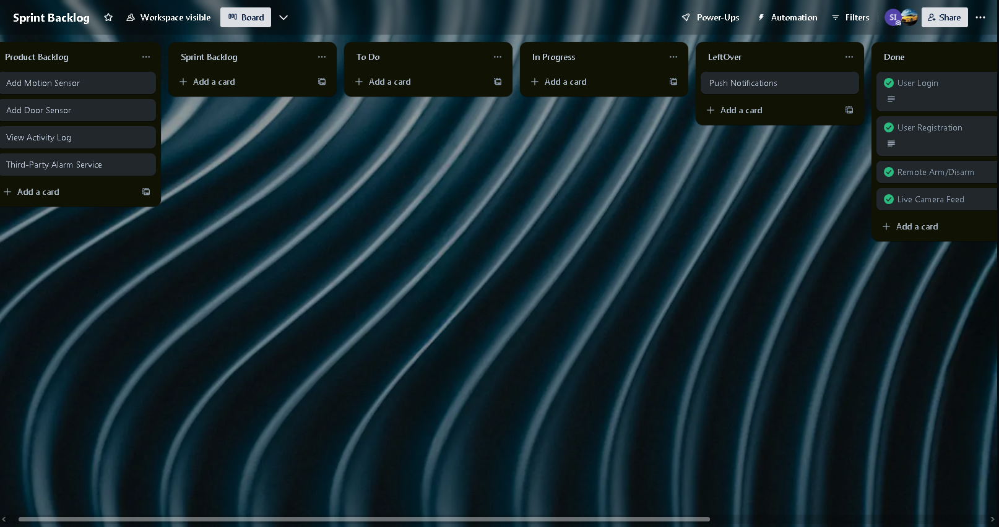 Sprint Backlog
Workspace visible
Board
Power-Ups
Automation
Filters
SI
Share
Product Backlog
Add Motion Sensor
Add Door Sensor
View Activity Log
Third-Party Alarm Service
Add a card
Sprint Backlog
Add a card
To Do
Add a card
In Progress
Add a card
LeftOver
Push Notifications
Add a card
Done
User Login
User Registration
Remote Arm/Disarm
Live Camera Feed
Add a card